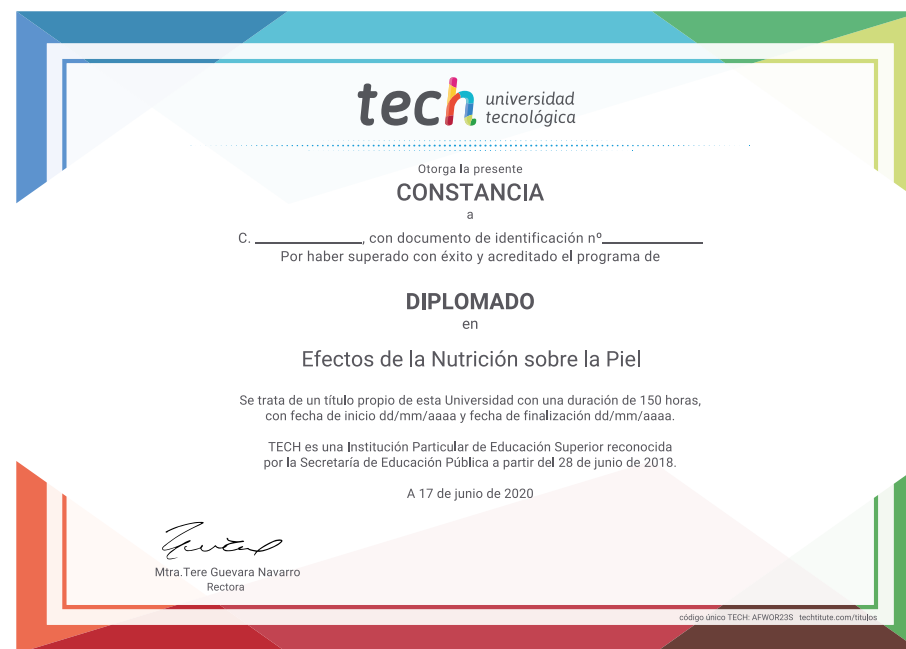 tech universidad
tecnológica
Otorga la presente
CONSTANCIA
a
C. ____________, con documento de identificación nº____________
Por haber superado con éxito y acreditado el programa de
DIPLOMADO
en
Efectos de la Nutrición sobre la Piel
Se trata de un título propio de esta Universidad con una duración de 150 horas,
con fecha de inicio dd/mm/aaaa y fecha de finalización dd/mm/aaaa.
TECH es una Institución Particular de Educación Superior reconocida
por la Secretaría de Educación Pública a partir del 28 de junio de 2018.
A 17 de junio de 2020
Mtra.Tere Guevara Navarro
Rectora
código único TECH: AFWOR23S techtitute.com/titulos